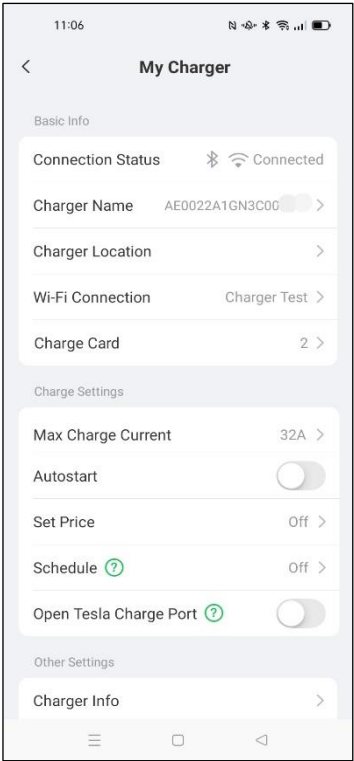 11:06
My Charger
Basic Info
Connection Status Connected
Charger Name AE0022A1GN3C00
Charger Location
Wi-Fi Connection Charger Test
Charge Card 2
Charge Settings
Max Charge Current 32A
Autostart
Set Price Off
Schedule ? Off
Open Tesla Charge Port ?
Other Settings
Charger Info